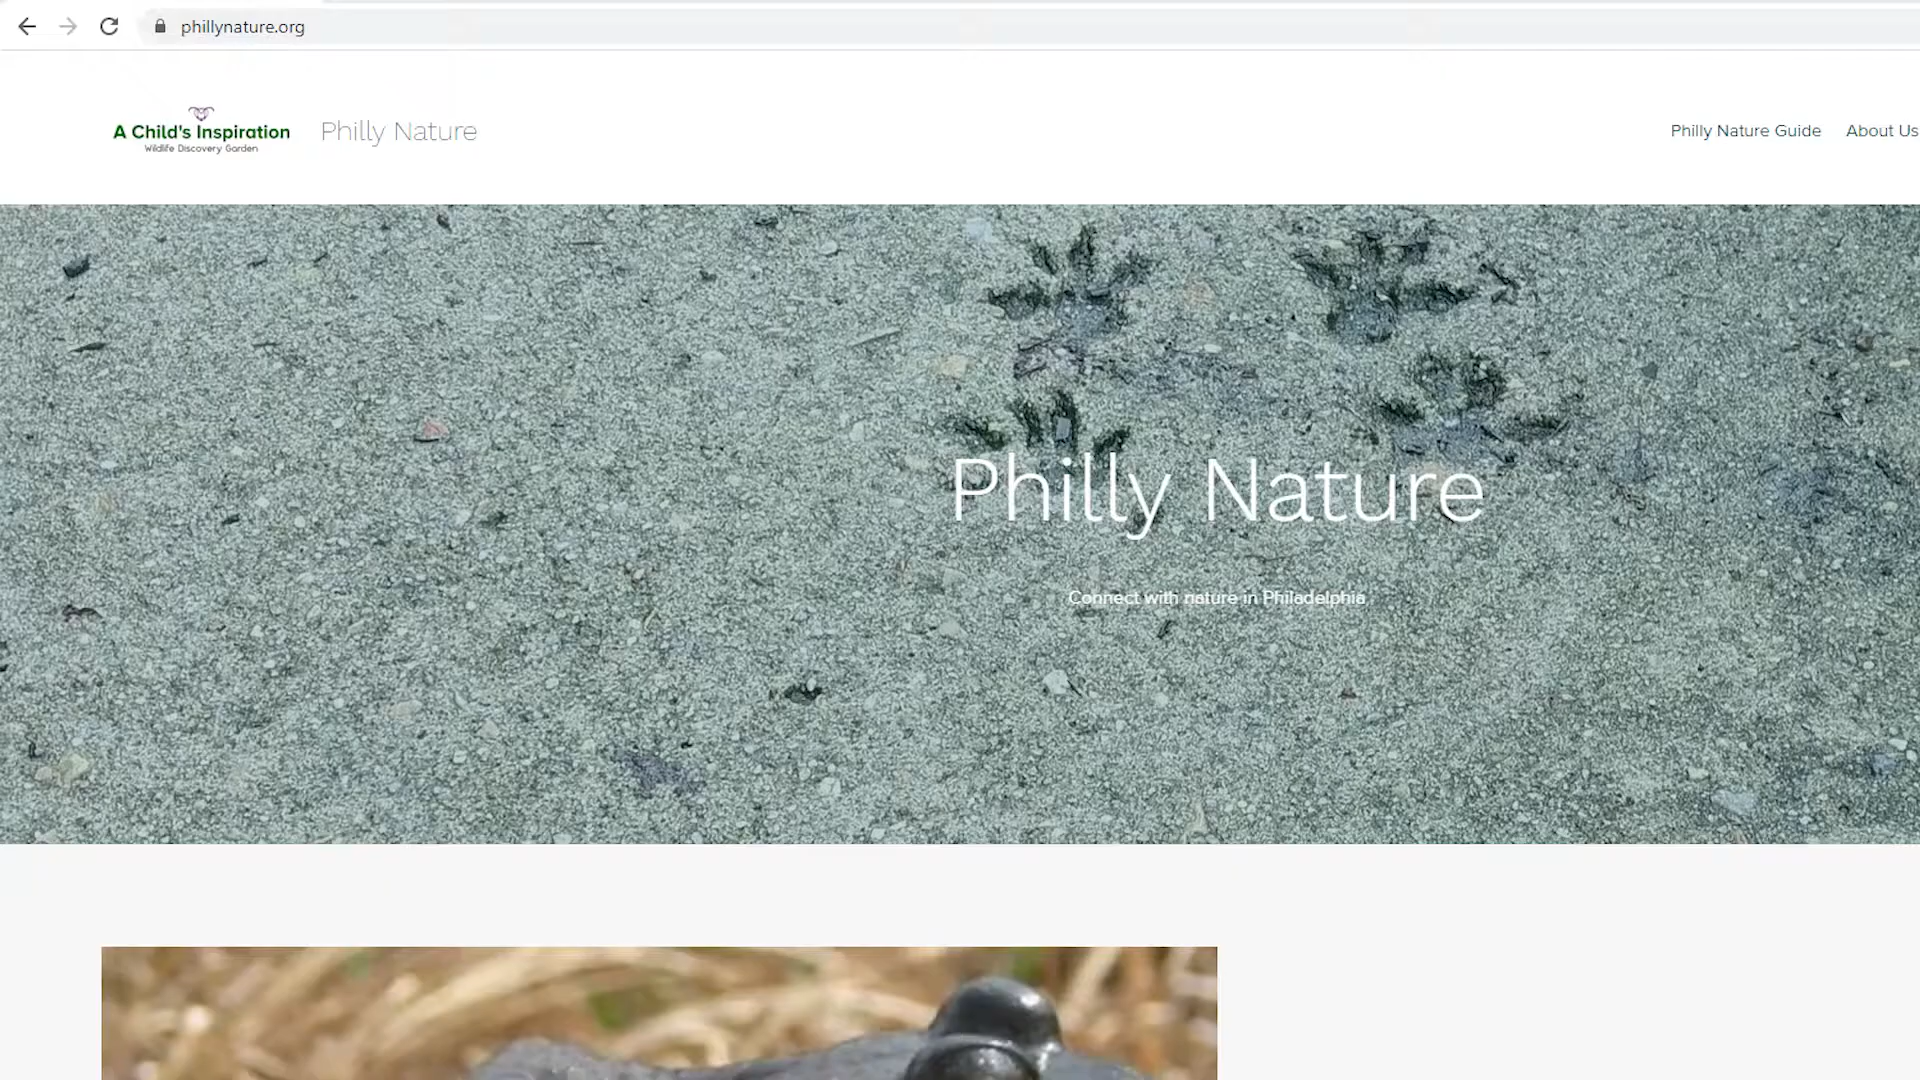 phillynature.org
A Child's Inspiration
Wildlife Discovery Garden
Philly Nature
Philly Nature Guide
About Us
Philly Nature
Connect with nature in Philadelphia